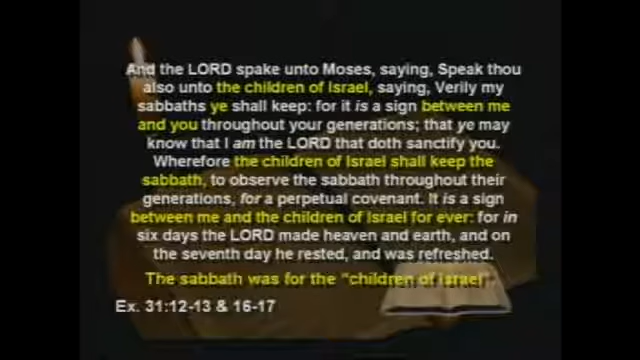 And the LORD spake unto Moses, saying, Speak thou
also unto the children of Israel, saying, Verily my
sabbaths ye shall keep: for it is a sign between me
and you throughout your generations; that ye may
know that I am the LORD that doth sanctify you.
Wherefore the children of Israel shall keep the
sabbath, to observe the sabbath throughout their
generations, for a perpetual covenant. It is a sign
between me and the children of Israel for ever: for in
six days the LORD made heaven and earth, and on
the seventh day he rested, and was refreshed.
The sabbath was for the "children of Israel".
Ex. 31:12-13 & 16-17